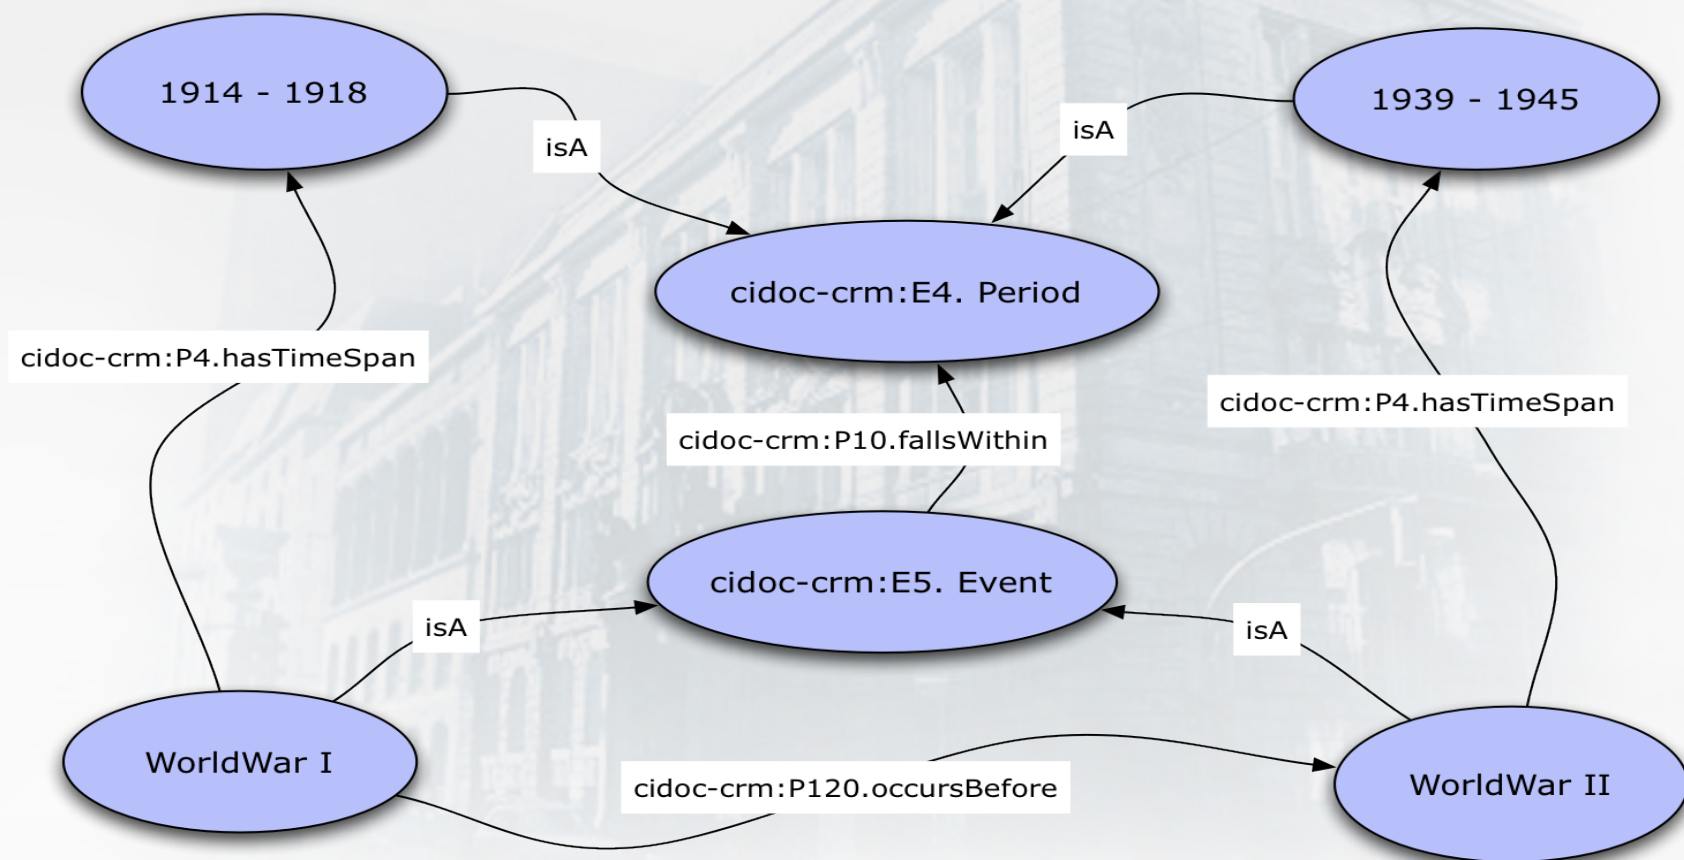 1914 - 1918
1939 - 1945
isA
isA
cidoc-crm:E4. Period
cidoc-crm:P4.hasTimeSpan
cidoc-crm:P4.hasTimeSpan
cidoc-crm:P10.fallsWithin
cidoc-crm:E5. Event
isA
isA
WorldWar I
cidoc-crm:P120.occursBefore
WorldWar II